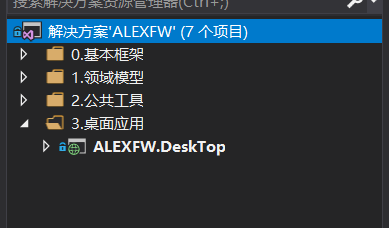 搜索解决方案资源管理器(Ctrl+;)
解决方案'ALEXFW' (7 个项目)
0.基本框架
1.领域模型
2.公共工具
3.桌面应用
ALEXFW.DeskTop